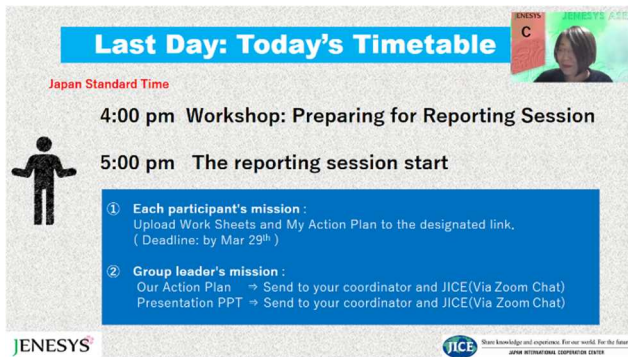 JENESYS
JENESYS ASE
C
Last Day: Today's Timetable
Japan Standard Time
4:00 pm Workshop: Preparing for Reporting Session
5:00 pm The reporting session start
① Each participant's mission :
Upload Work Sheets and My Action Plan to the designated link.
( Deadline: by Mar 29th )
② Group leader's mission :
Our Action Plan ⇒ Send to your coordinator and JICE(Via Zoom Chat)
Presentation PPT ⇒ Send to your coordinator and JICE(Via Zoom Chat)
JENESYS
JICE
Share knowledge and experience. For our world. For the futur
JAPAN INTERNATIONAL COOPERATION CENTER